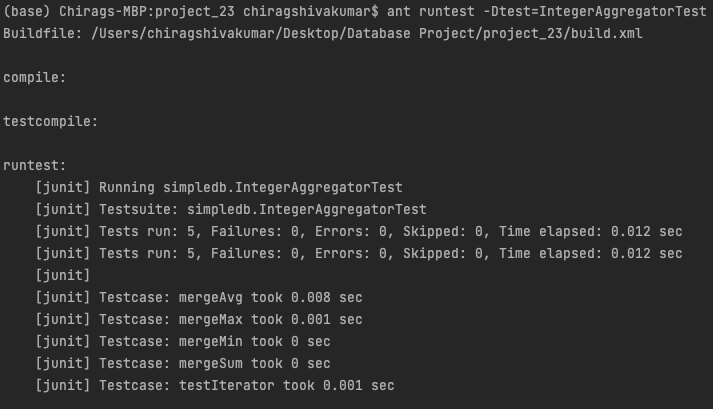 (base) Chirags-MBP:project_23 chiragshivakumar$ ant runtest -Dtest=IntegerAggregatorTest
Buildfile: /Users/chiragshivakumar/Desktop/Database Project/project_23/build.xml
compile:
testcompile:
runtest:
[junit] Running simpledb.IntegerAggregatorTest
[junit] Testsuite: simpledb.IntegerAggregatorTest
[junit] Tests run: 5, Failures: 0, Errors: 0, Skipped: 0, Time elapsed: 0.012 sec
[junit] Tests run: 5, Failures: 0, Errors: 0, Skipped: 0, Time elapsed: 0.012 sec
[junit]
[junit] Testcase: mergeAvg took 0.008 sec
[junit] Testcase: mergeMax took 0.001 sec
[junit] Testcase: mergeMin took 0 sec
[junit] Testcase: mergeSum took 0 sec
[junit] Testcase: testIterator took 0.001 sec